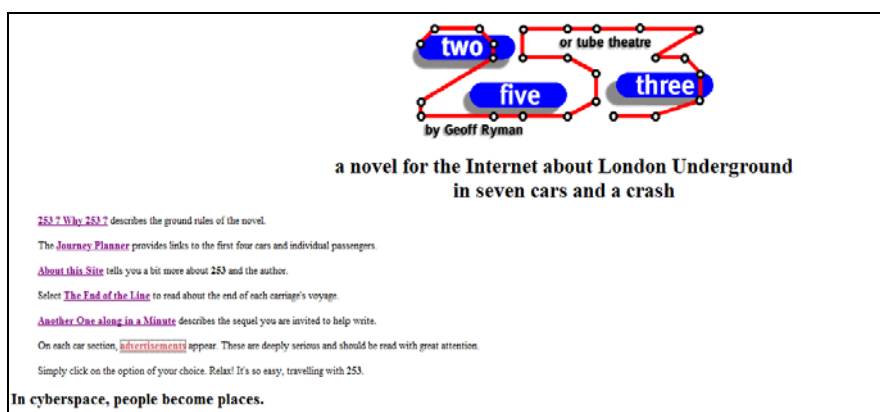 two
or tube theatre
five
three
by Geoff Ryman
a novel for the Internet about London Underground
in seven cars and a crash
253 ? Why 253 ? describes the ground rules of the novel.
The Journey Planner provides links to the first four cars and individual passengers.
About this Site tells you a bit more about 253 and the author.
Select The End of the Line to read about the end of each carriage's voyage.
Another One along in a Minute describes the sequel you are invited to help write.
On each car section, advertisements appear. These are deeply serious and should be read with great attention.
Simply click on the option of your choice. Relax! It's so easy, travelling with 253.
In cyberspace, people become places.